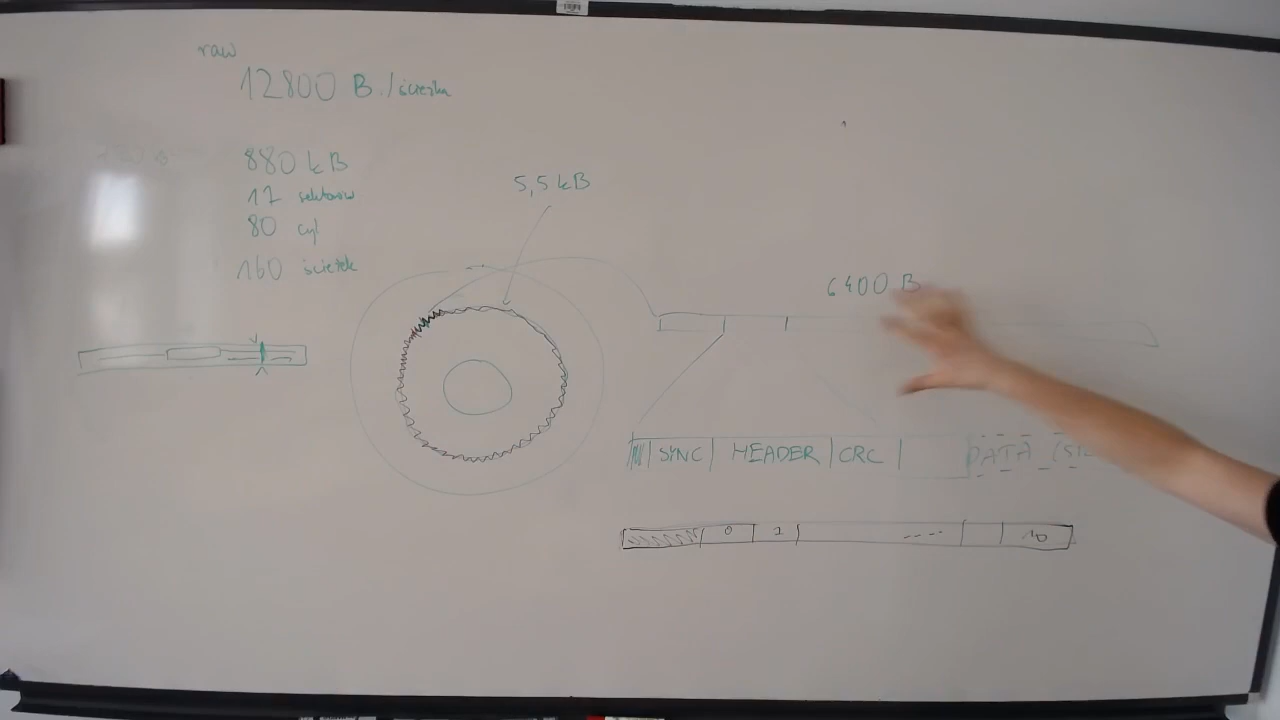 raw
12800 B./ścieżka
880 kB
11 sektorów
80 cyl
160 ścieżek
5,5 kB
6400 B
SYNC HEADER CRC DATA
0 1 ---- 10